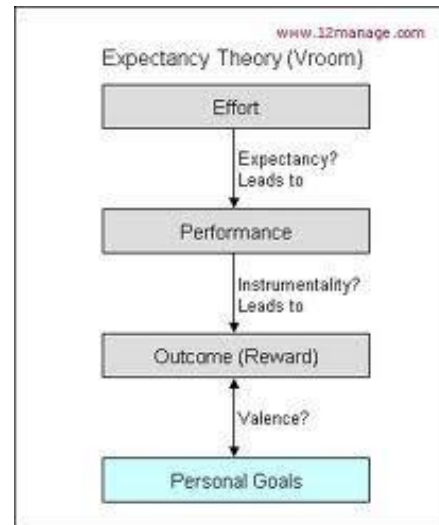 www.12manage.com
Expectancy Theory (Vroom)
Effort
Expectancy?
Leads to
Performance
Instrumentality?
Leads to
Outcome (Reward)
Valence?
Personal Goals